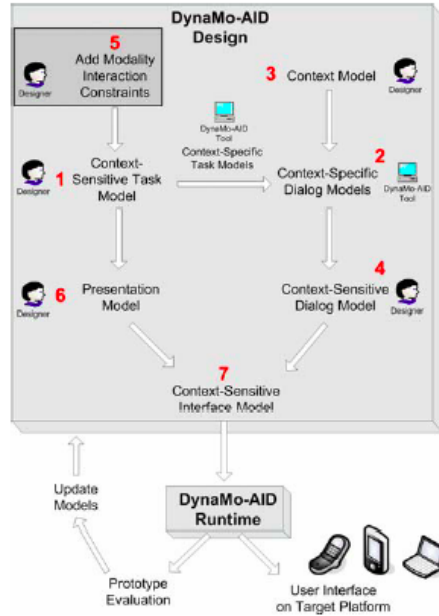 DynaMo-AID
Design
5
Add Modality
Interaction
Constraints
Designer
3
Context Model
Designer
DynaMo-AID
Tool
Context-Specific
Task Models
1
Designer
Context-
Sensitive Task
Model
2
Context-Specific
Dialog Models
DynaMo-AID
Tool
6
Designer
Presentation
Model
4
Context-Sensitive
Dialog Model
Designer
7
Context-Sensitive
Interface Model
Update
Models
DynaMo-AID
Runtime
Prototype
Evaluation
User Interface
on Target Platform